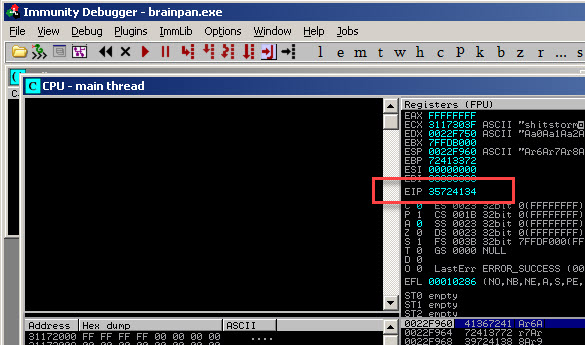 Immunity Debugger - brainpan.exe
File View Debug Plugins ImmLib Options Window Help Jobs
l e m t w h c p k b z r ... s
C CPU - main thread
Registers (FPU)
EAX FFFFFFFF
ECX 3117303F ASCII "shitstorm
EDX 0022F750 ASCII "Aa0Aa1Aa2A
EBX 7FFDB000
ESP 0022F960 ASCII "Ar6Ar7Ar8A
EBP 72413372
ESI 00000000
EDI 00000000
EIP 35724134
C 0 ES 0023 32bit 0(FFFFFFFF)
P 1 CS 001B 32bit 0(FFFFFFFF)
A 0 SS 0023 32bit 0(FFFFFFFF)
Z 0 DS 0023 32bit 0(FFFFFFFF)
S 1 FS 003B 32bit 7FFDF000(FF
T 0 GS 0000 NULL
D 0
O 0 LastErr ERROR_SUCCESS (00
EFL 00010286 (NO,NB,NE,A,S,PE,
ST0 empty
ST1 empty
ST2 empty
Address Hex dump ASCII
31172000 FF FF FF FF 00 00 00 00 ....
0022F960 41367241 Ar6A
0022F964 72413772 r7Ar
0022F968 39724138 8Ar9